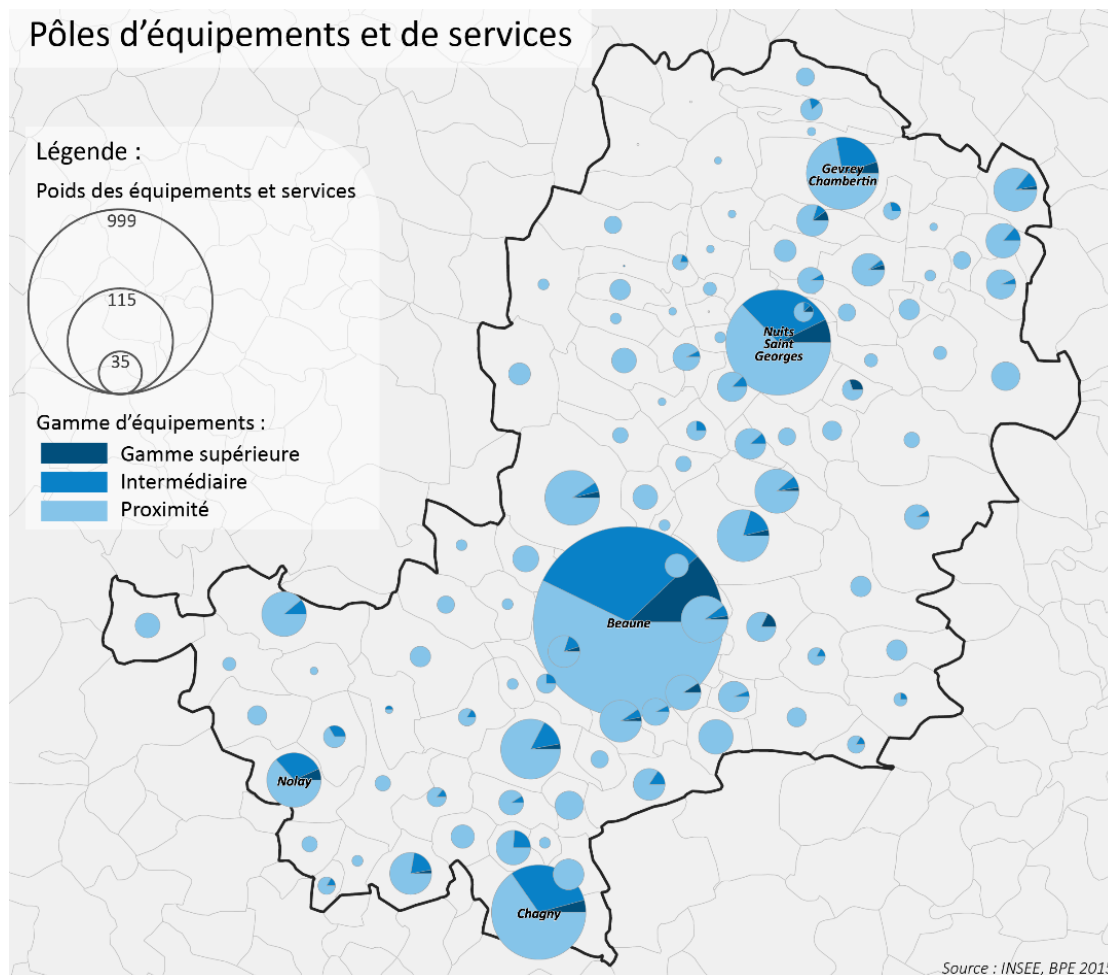 Pôles d'équipements et de services
Légende :
Poids des équipements et services
999
115
35
Gamme d'équipements :
Gamme supérieure
Intermédiaire
Proximité
Gevrey
Chambertin
Nuits
Saint
Georges
Beaune
Nolay
Chagny
Source : INSEE, BPE 201